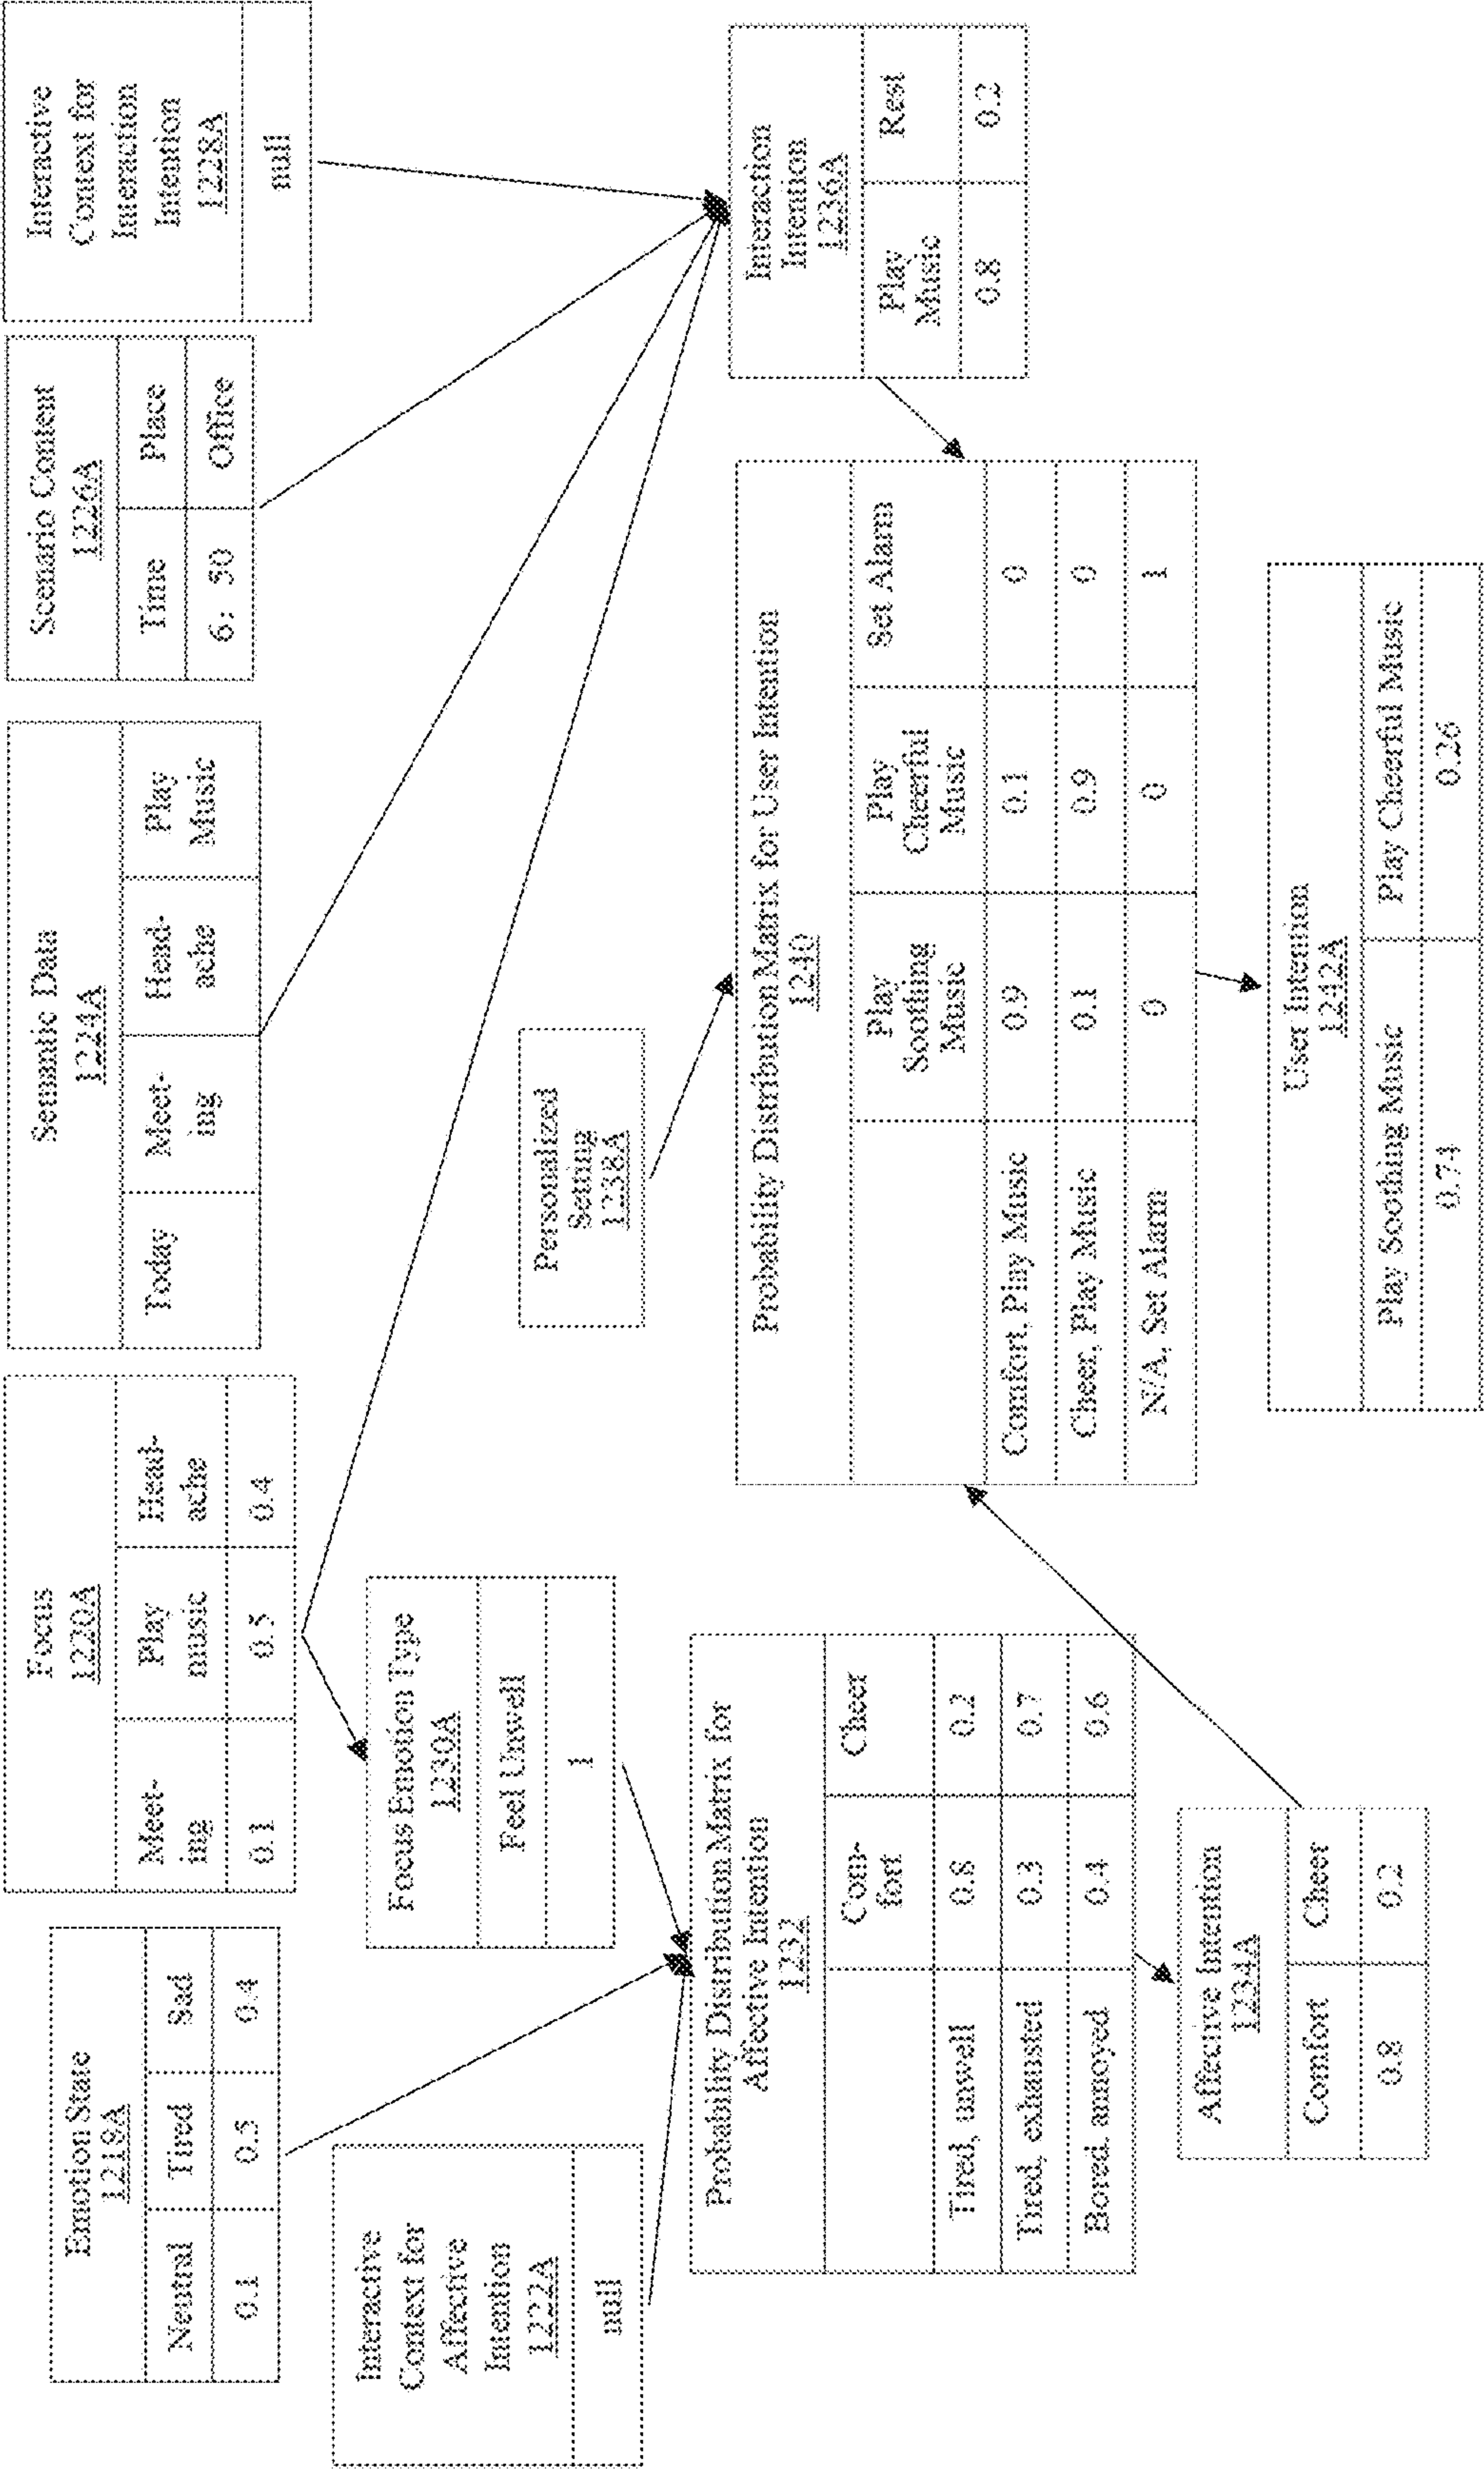 Emotion State
1218A
Neutral Tired Sad
0.1 0.5 0.4
Focus
1220A
Meet-
ing
Play
music
Head-
ache
0.1 0.5 0.4
Semantic Data
1224A
Today
Meet-
ing
Head-
ache
Play
Music
Scenario Content
1226A
Time Place
6: 50 Office
Interactive
Context for
Interaction
Intention
1228A
null
Interactive
Context for
Affective
Intention
1222A
null
Focus Emotion Type
1230A
Feel Unwell
1
Personalized
Setting
1238A
Probability Distribution Matrix for
Affective Intention
1232
Com-
fort
Cheer
Tired, unwell 0.8 0.2
Tired, exhausted 0.3 0.7
Bored, annoyed 0.4 0.6
Probability Distribution Matrix for User Intention
1240
Play
Soothing
Music
Play
Cheerful
Music
Set Alarm
Comfort, Play Music 0.9 0.1 0
Cheer, Play Music 0.1 0.9 0
N/A, Set Alarm 0 0 1
Interaction
Intention
1236A
Play
Music
Rest
0.8 0.2
Affective Intention
1234A
Comfort Cheer
0.8 0.2
User Intention
1242A
Play Soothing Music Play Cheerful Music
0.74 0.26